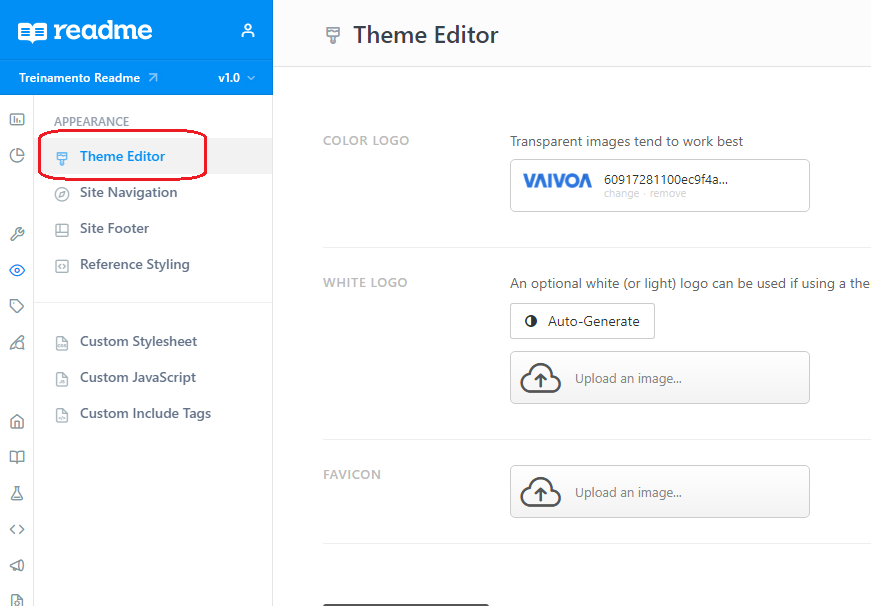 readme
Theme Editor
Treinamento Readme
v1.0
APPEARANCE
Theme Editor
Site Navigation
Site Footer
Reference Styling
Custom Stylesheet
Custom JavaScript
Custom Include Tags
COLOR LOGO
Transparent images tend to work best
VAIVOA
60917281100ec9f4a...
change · remove
WHITE LOGO
An optional white (or light) logo can be used if using a the
Auto-Generate
Upload an image...
FAVICON
Upload an image...